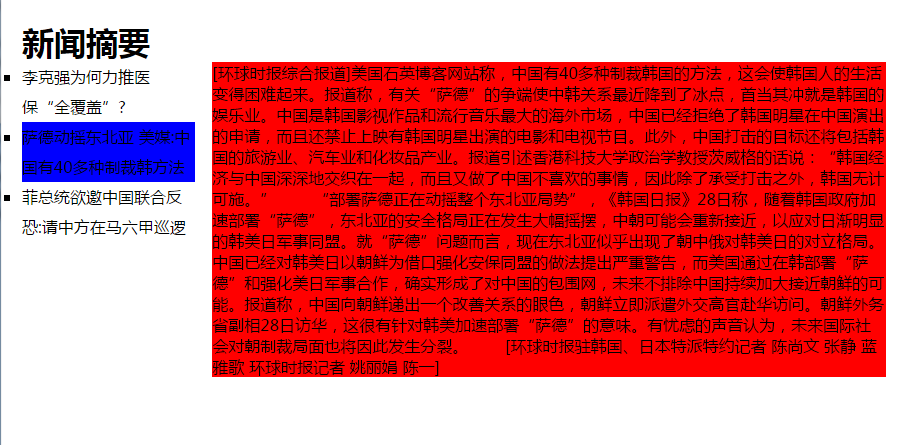 新闻摘要
李克强为何力推医
保“全覆盖”?
萨德动摇东北亚 美媒:中
国有40多种制裁韩方法
菲总统欲邀中国联合反
恐:请中方在马六甲巡逻
[环球时报综合报道]美国石英博客网站称，中国有40多种制裁韩国的方法，这会使韩国人的生活
变得困难起来。报道称，有关“萨德”的争端使中韩关系最近降到了冰点，首当其冲就是韩国的
娱乐业。中国是韩国影视作品和流行音乐最大的海外市场，中国已经拒绝了韩国明星在中国演出
的申请，而且还禁止上映有韩国明星出演的电影和电视节目。此外，中国打击的目标还将包括韩
国的旅游业、汽车业和化妆品产业。报道引述香港科技大学政治学教授茨威格的话说：“韩国经
济与中国深深地交织在一起，而且又做了中国不喜欢的事情，因此除了承受打击之外，韩国无计
可施。” “部署萨德正在动摇整个东北亚局势”，《韩国日报》28日称，随着韩国政府加
速部署“萨德”，东北亚的安全格局正在发生大幅摇摆，中朝可能会重新接近，以应对日渐明显
的韩美日军事同盟。就“萨德”问题而言，现在东北亚似乎出现了朝中俄对韩美日的对立格局。
中国已经对韩美日以朝鲜为借口强化安保同盟的做法提出严重警告，而美国通过在韩部署“萨
德”和强化美日军事合作，确实形成了对中国的包围网，未来不排除中国持续加大接近朝鲜的可
能。报道称，中国向朝鲜递出一个改善关系的眼色，朝鲜立即派遣外交高官赴华访问。朝鲜外务
省副相28日访华，这很有针对韩美加速部署“萨德”的意味。有忧虑的声音认为，未来国际社
会对朝制裁局面也将因此发生分裂。 [环球时报驻韩国、日本特派特约记者 陈尚文 张静 蓝
雅歌 环球时报记者 姚丽娟 陈一]